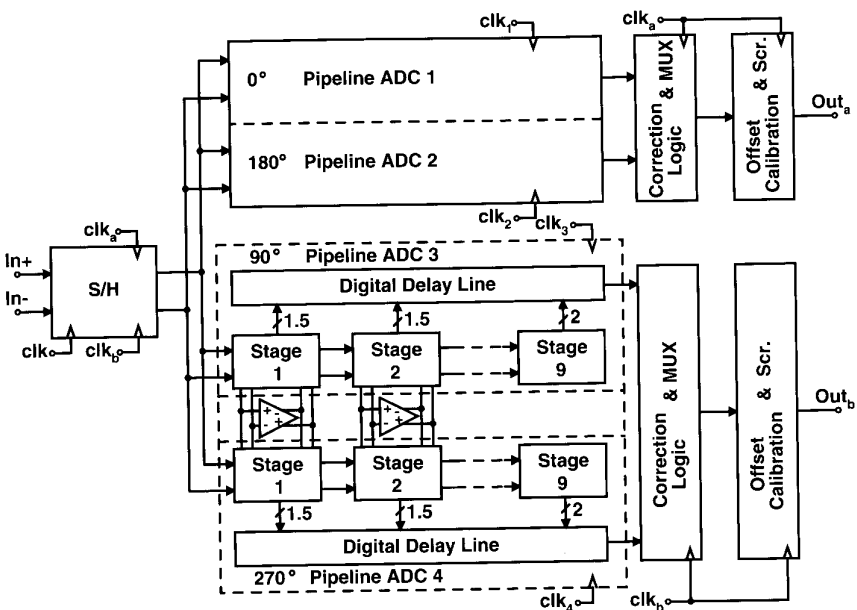 clk₁
clkₐ
0° Pipeline ADC 1
180° Pipeline ADC 2
Correction & MUX
Logic
Offset & Scr.
Calibration
Outₐ
clk₂
clk₃
clkₐ
In+
In-
S/H
clk
clk_b
90° Pipeline ADC 3
Digital Delay Line
1.5
1.5
2
Stage
1
Stage
2
Stage
9
+
-
-
+
+
-
-
+
Stage
1
Stage
2
Stage
9
1.5
1.5
2
Digital Delay Line
270° Pipeline ADC 4
clk₄
Correction & MUX
Logic
Offset & Scr.
Calibration
Out_b
clk_b